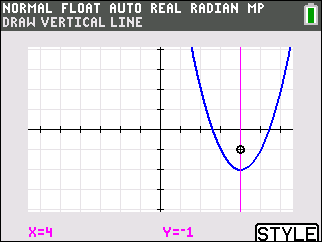 NORMAL FLOAT AUTO REAL RADIAN MP
DRAW VERTICAL LINE
X=4 Y=⁻1 STYLE